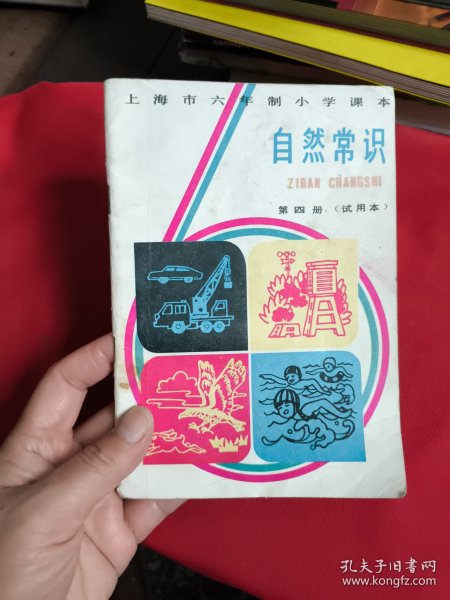 上海市六年制小学课本
自然常识
ZIRAN CHANGSHI
第四册（试用本）
孔夫子旧书网
www.kongfz.com